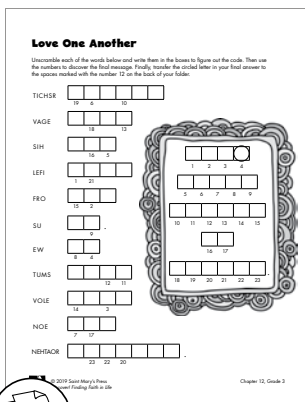 Love One Another
Unscramble each of the words below and write them in the boxes to figure out the code. Then use
the numbers to discover the final message. Finally, transfer the circled letter in your final answer to
the spaces marked with the number 12 on the back of your folder.
TICHSR
19 6 10
VAGE
18 13
SIH
16 5
LEFI
1 21
FRO
15 2
SU .
9
EW
8 4
TUMS
12 11
VOLE
14 3
NOE
7 17
NEHTAOR .
23 22 20
1 2 3 4
5 6 7 8 9
10 11 12 13 14 15
16 17
18 19 20 21 22 23 .
© 2019 Saint Mary's Press
Finding Faith in Life
Chapter 12, Grade 3